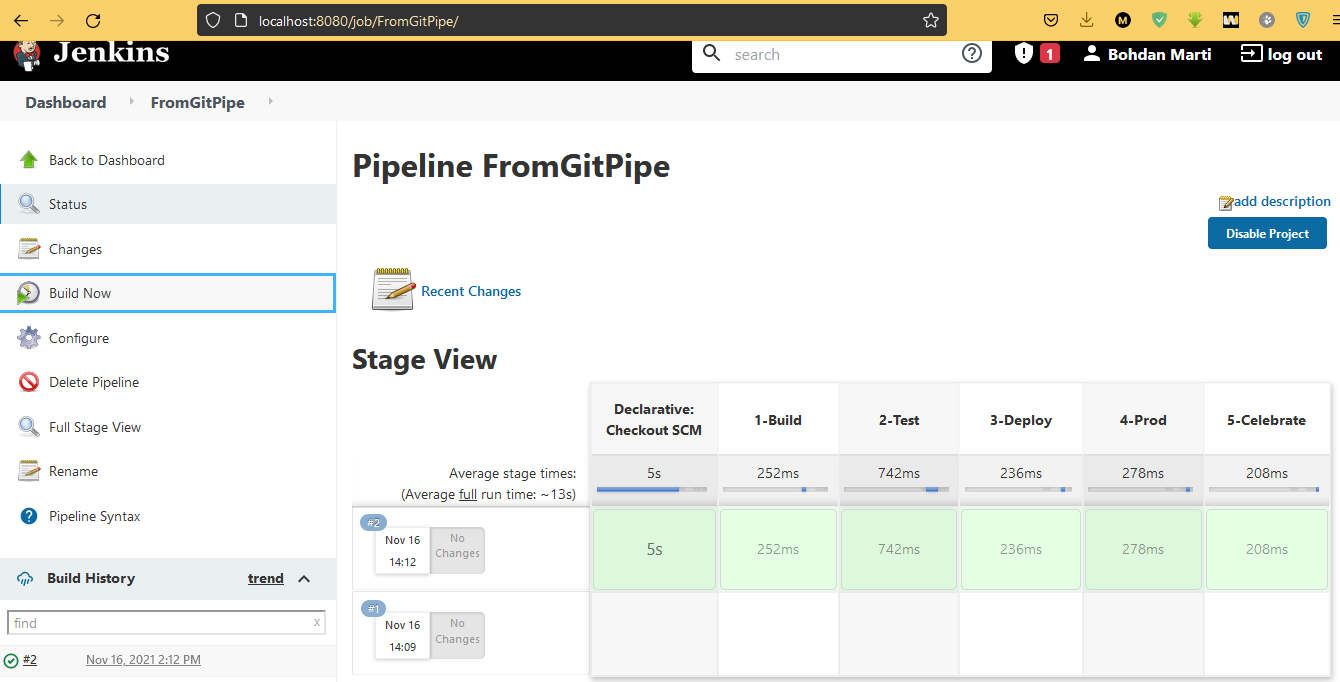 localhost:8080/job/FromGitPipe/
Jenkins
search
1
Bohdan Marti
log out
Dashboard
FromGitPipe
Back to Dashboard
Status
Changes
Build Now
Configure
Delete Pipeline
Full Stage View
Rename
Pipeline Syntax
Build History
trend
find
x
#2
Nov 16, 2021 2:12 PM
Pipeline FromGitPipe
add description
Disable Project
Recent Changes
Stage View
Declarative:
Checkout SCM
1-Build
2-Test
3-Deploy
4-Prod
5-Celebrate
Average stage times:
(Average full run time: ~13s)
5s
252ms
742ms
236ms
278ms
208ms
#2
Nov 16
14:12
No
Changes
5s
252ms
742ms
236ms
278ms
208ms
#1
Nov 16
14:09
No
Changes